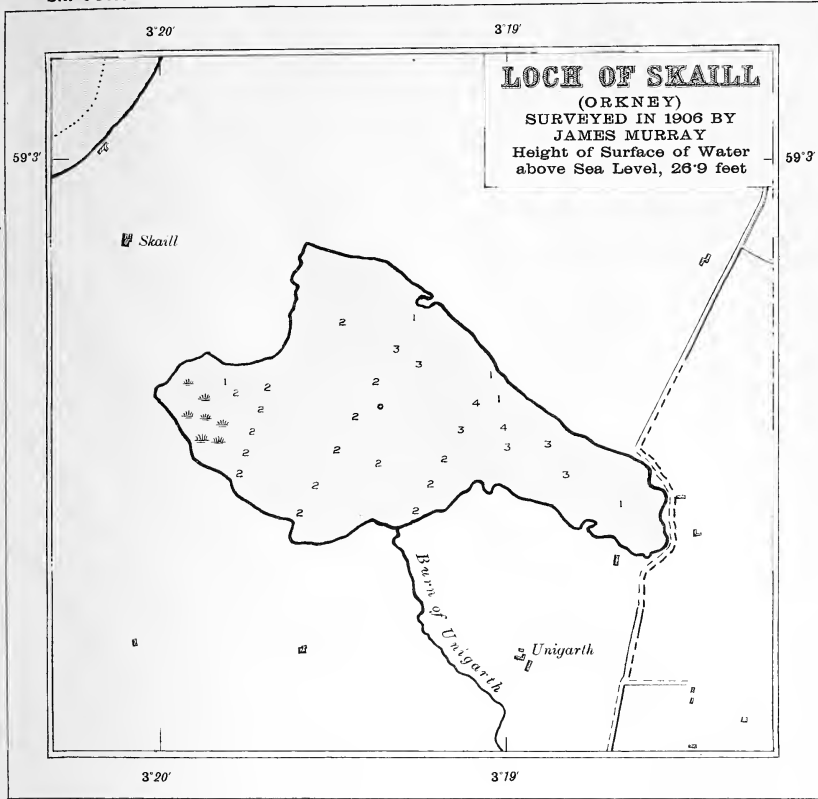 3°20′ 3°19′
LOCH OF SKAILL
(ORKNEY)
SURVEYED IN 1906 BY
JAMES MURRAY
Height of Surface of Water
above Sea Level, 26·9 feet
59°3′ 59°3′
Skaill
1
2
3
3
1
1 2 2 2
2 4 1
2 2
2 3 4
2 2 3 3
2 2 2
2 3
2 2
2 2 1
Burn of Unigarth
Unigarth
3°20′ 3°19′